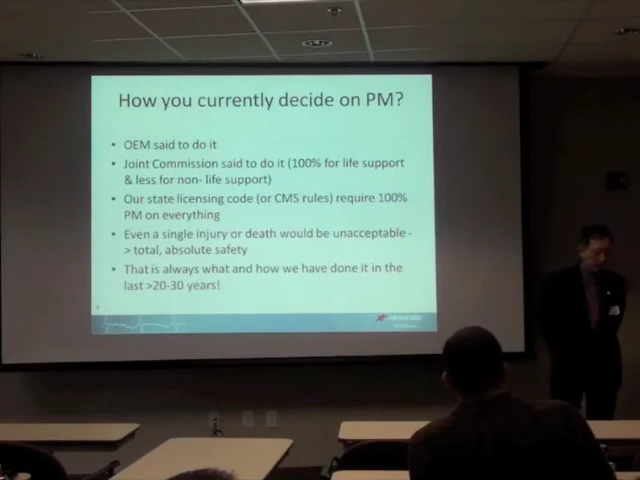 How you currently decide on PM?
• OEM said to do it
• Joint Commission said to do it (100% for life support
& less for non- life support)
• Our state licensing code (or CMS rules) require 100%
PM on everything
• Even a single injury or death would be unacceptable -
> total, absolute safety
• That is always what and how we have done it in the
last >20-30 years!